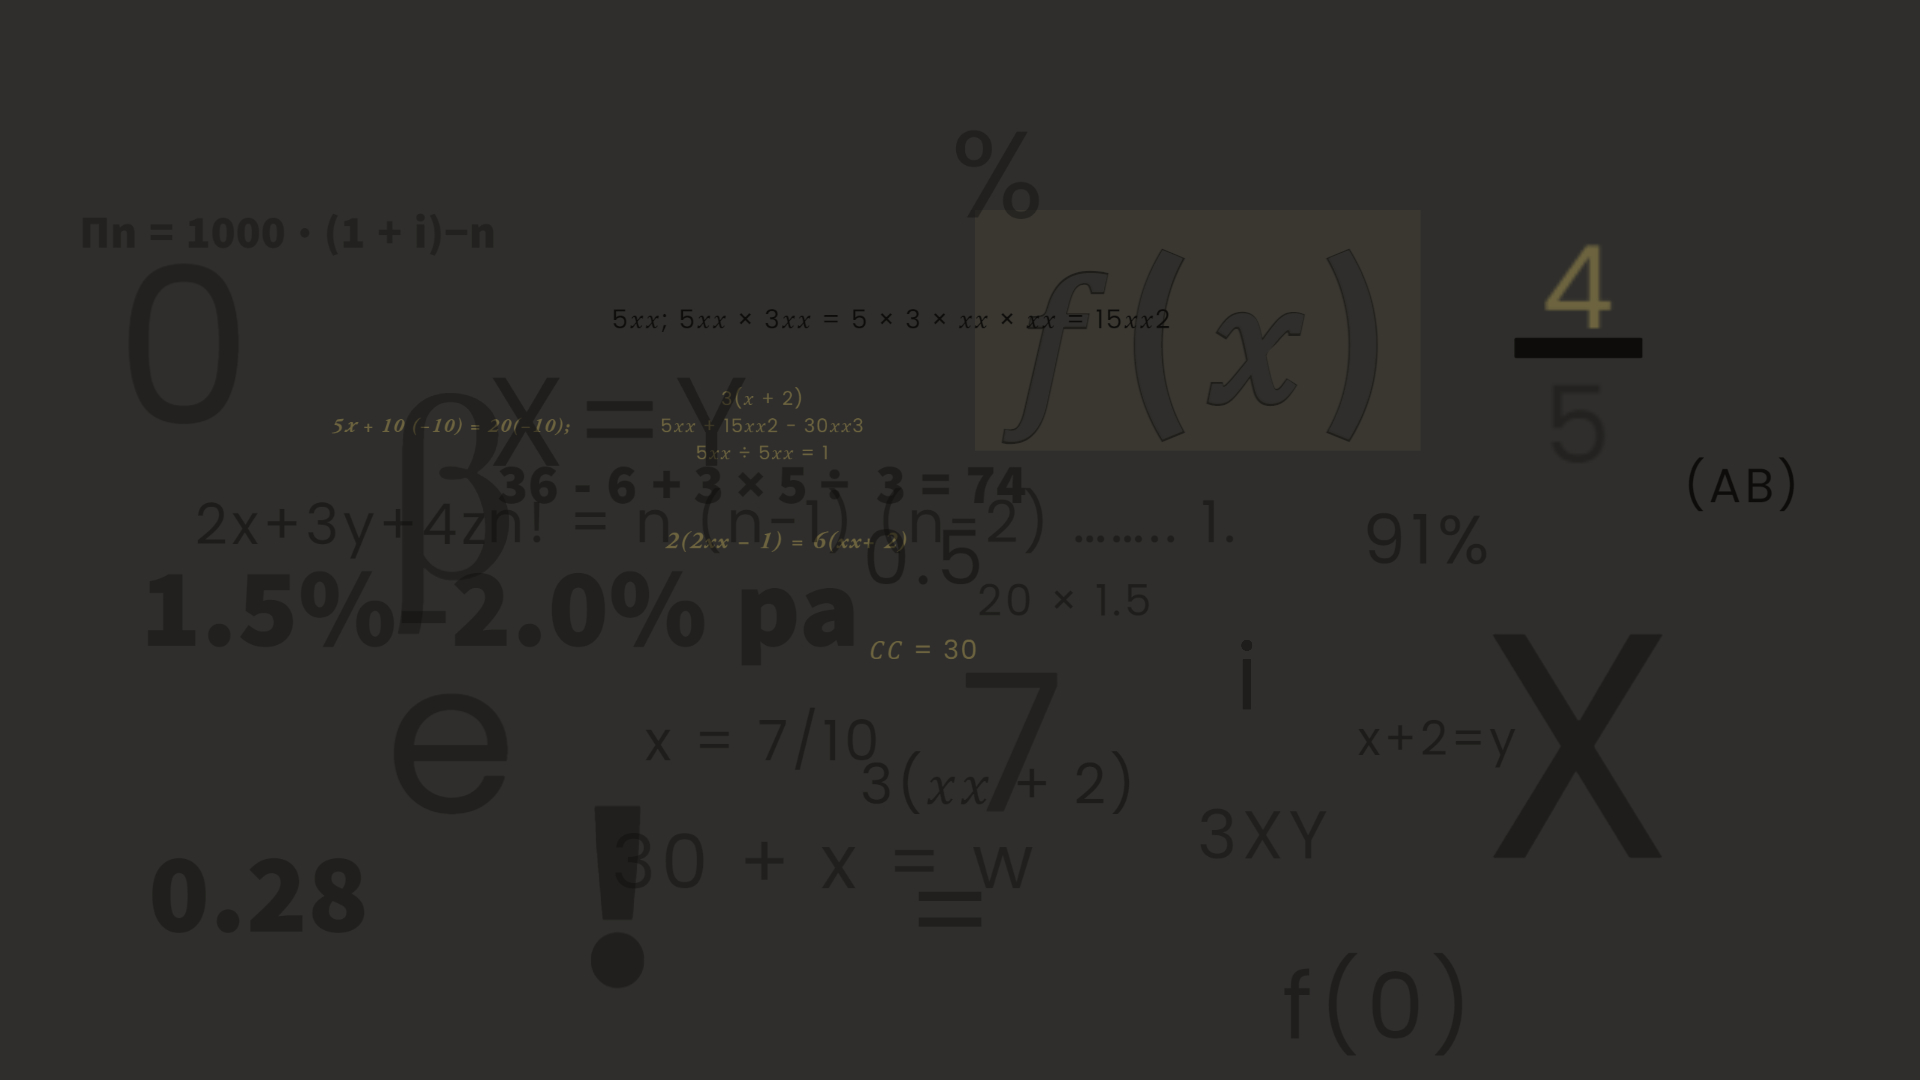 %
Πn = 1000 · (1 + i)−n
0
f(x)
4
5
5xx; 5xx × 3xx = 5 × 3 × xx × xx = 15xx2
X=Y
3(x + 2)
5x + 10 (−10) = 20(−10);
5xx + 15xx2 - 30xx3
5xx ÷ 5xx = 1
β
36 - 6 + 3 × 5 ÷ 3 = 74
(AB)
2x+3y+4z
n! = n (n-1) (n-2) …….. 1.
91%
2(2xx − 1) = 6(xx+ 2)
0.5
1.5%-2.0% pa
20 × 1.5
CC = 30
i
7
e
x = 7/10
x+2=y
X
3(xx + 2)
3XY
!
30 + x = w
0.28
=
f(0)